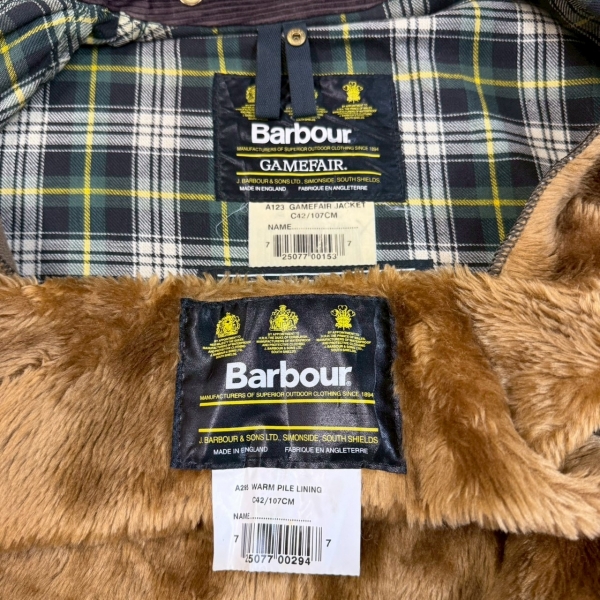 Barbour
MANUFACTURERS OF SUPERIOR OUTDOOR CLOTHING SINCE 1894
GAMEFAIR.
J. BARBOUR & SONS LTD., SIMONSIDE, SOUTH SHIELDS
MADE IN ENGLAND FABRIQUE EN ANGLETERRE
A123 GAMEFAIR JACKET
C42/107CM
NAME
7 25077 00153 7
Barbour®
MANUFACTURERS OF SUPERIOR OUTDOOR CLOTHING SINCE 1894
J. BARBOUR & SONS LTD., SIMONSIDE, SOUTH SHIELDS
MADE IN ENGLAND FABRIQUE EN ANGLETERRE
WARM PILE LINING
C42/107CM
NAME
7 25077 00294 7